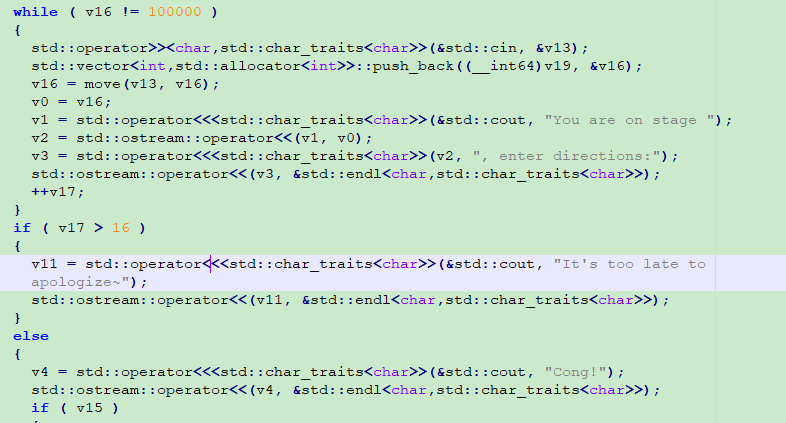 while ( v16 != 100000 )
{
std::operator>><char,std::char_traits<char>>(&std::cin, &v13);
std::vector<int,std::allocator<int>>::push_back((__int64)v19, &v16);
v16 = move(v13, v16);
v0 = v16;
v1 = std::operator<<<std::char_traits<char>>(&std::cout, "You are on stage ");
v2 = std::ostream::operator<<(v1, v0);
v3 = std::operator<<<std::char_traits<char>>(v2, ", enter directions:");
std::ostream::operator<<(v3, &std::endl<char,std::char_traits<char>>);
++v17;
}
if ( v17 > 16 )
{
v11 = std::operator<<<std::char_traits<char>>(&std::cout, "It's too late to
apologize~");
std::ostream::operator<<(v11, &std::endl<char,std::char_traits<char>>);
}
else
{
v4 = std::operator<<<std::char_traits<char>>(&std::cout, "Cong!");
std::ostream::operator<<(v4, &std::endl<char,std::char_traits<char>>);
if ( v15 )